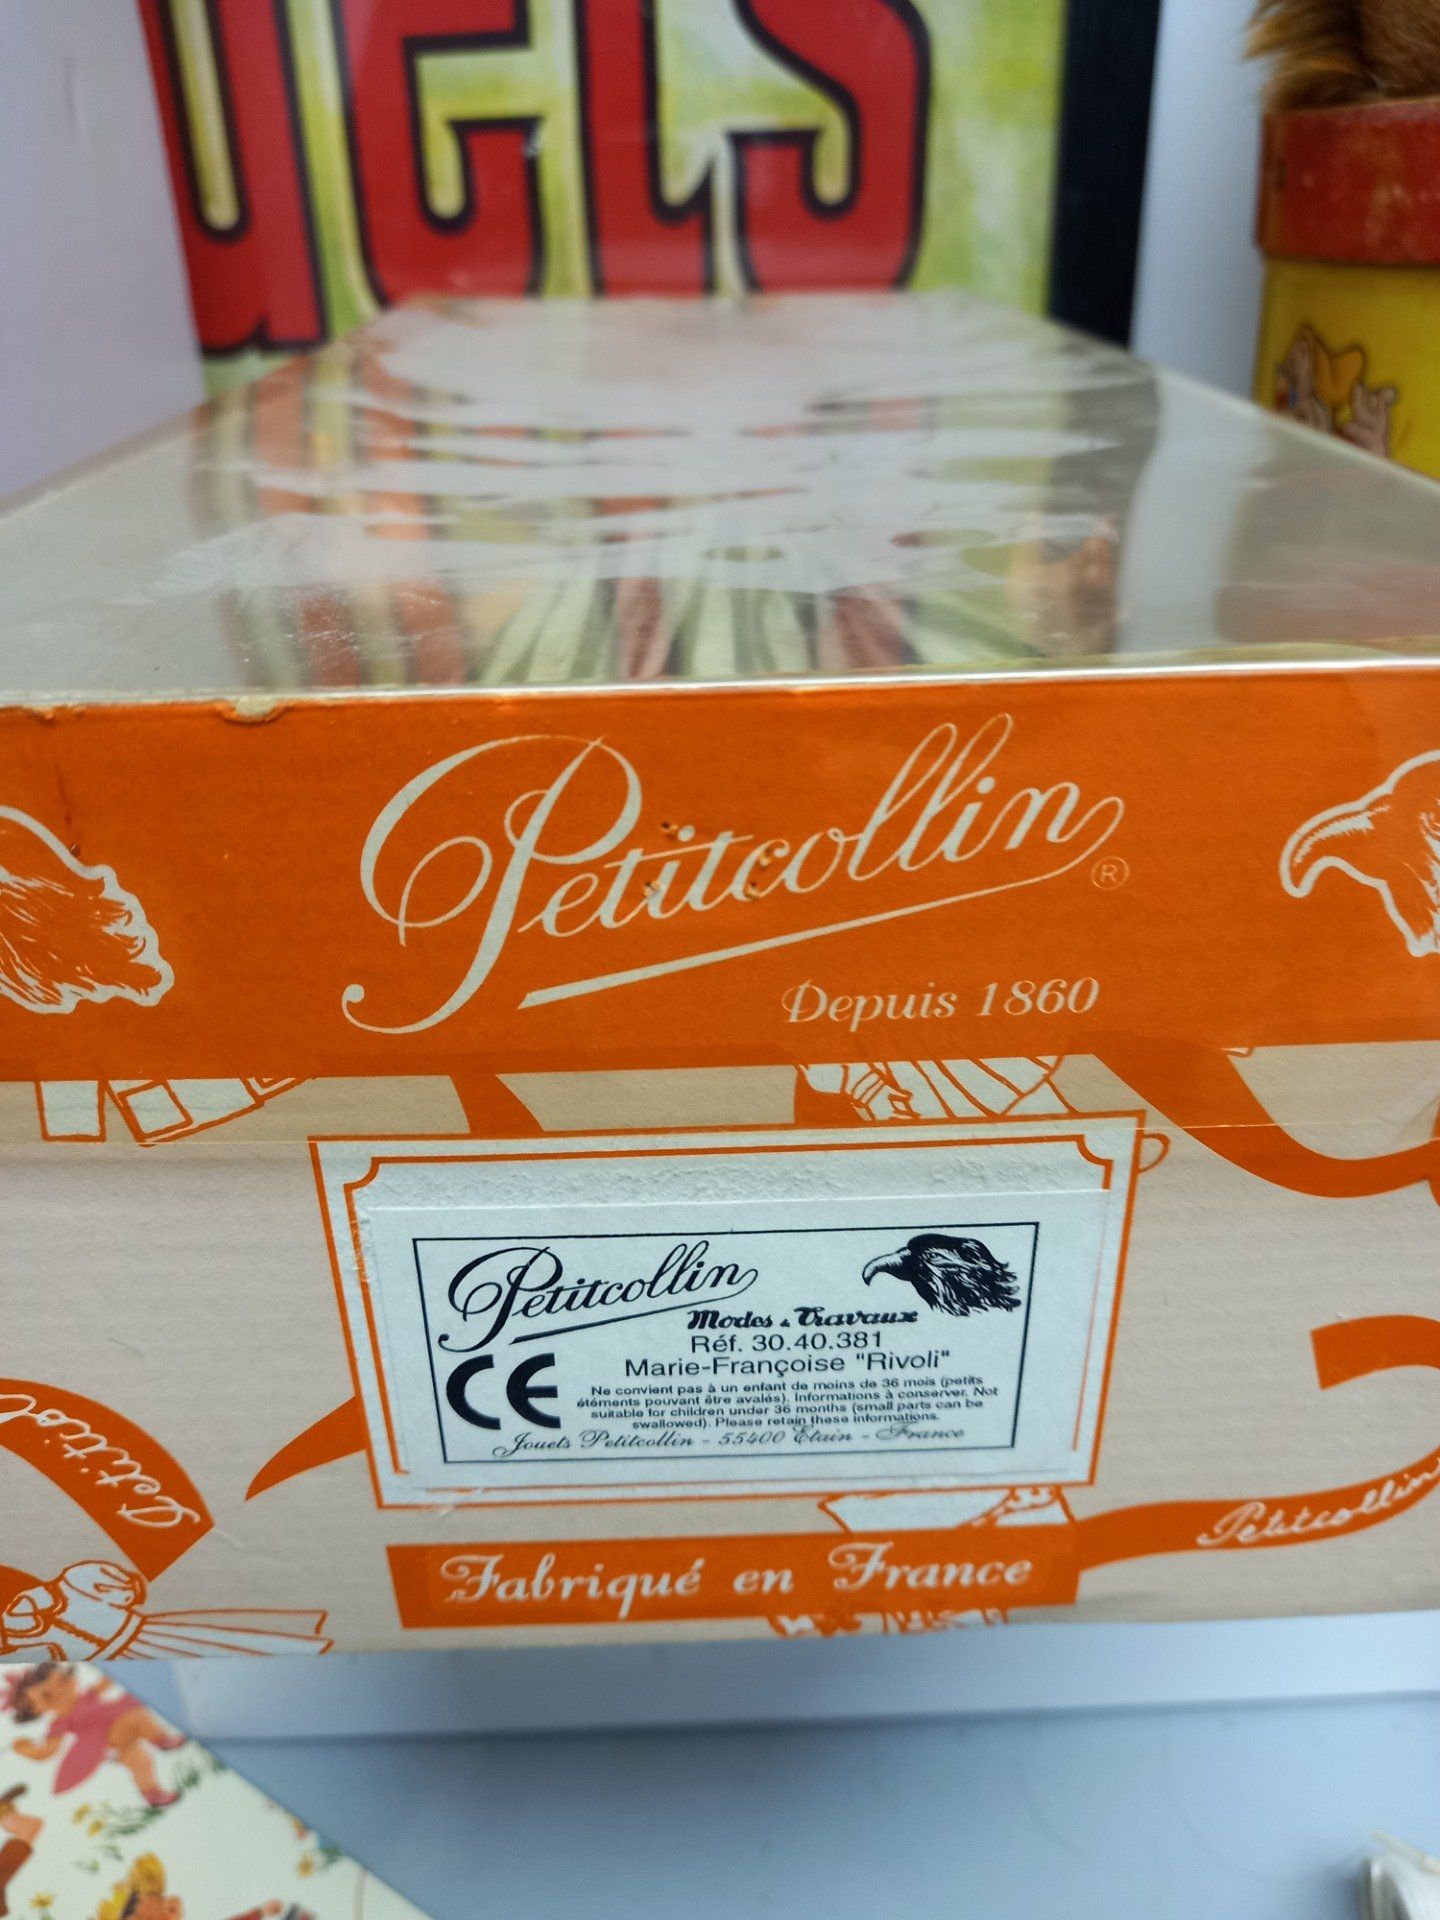 uets
Petitcollin®
Depuis 1860
Petitcollin
Modes & Travaux
Réf. 30.40.381
Marie-Françoise "Rivoli"
CE
Ne convient pas à un enfant de moins de 36 mois (petits
éléments pouvant être avalés). Informations à conserver. Not
suitable for children under 36 months (small parts can be
swallowed). Please retain these informations.
Jouets Petitcollin - 55400 Etain - France
Petitcol
Petitcollin
Fabriqué en France